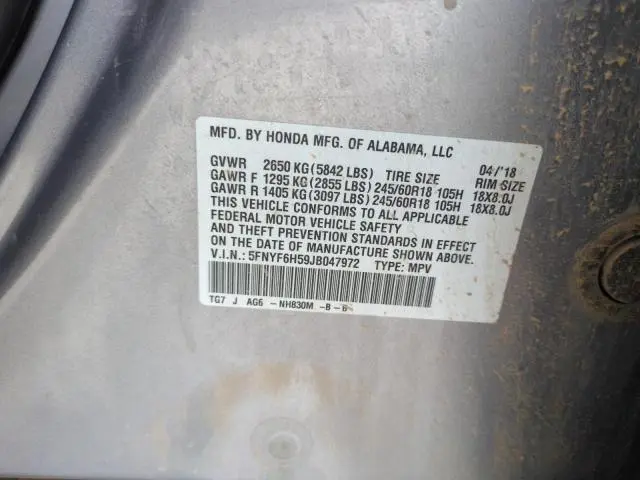 MFD. BY HONDA MFG. OF ALABAMA, LLC
04/'18
GVWR 2650 KG(5842 LBS) TIRE SIZE RIM SIZE
GAWR F 1295 KG(2855 LBS)245/60R18 105H 18X8.0J
GAWR R 1405 KG(3097 LBS)245/60R18 105H 18X8.0J
THIS VEHICLE CONFORMS TO ALL APPLICABLE
FEDERAL MOTOR VEHICLE SAFETY
AND THEFT PREVENTION STANDARDS IN EFFECT
ON THE DATE OF MANUFACTURE SHOWN ABOVE.
V.I.N.: 5FNYF6H59JB047972 TYPE: MPV
TG7 J AG6 -NH830M -B-B